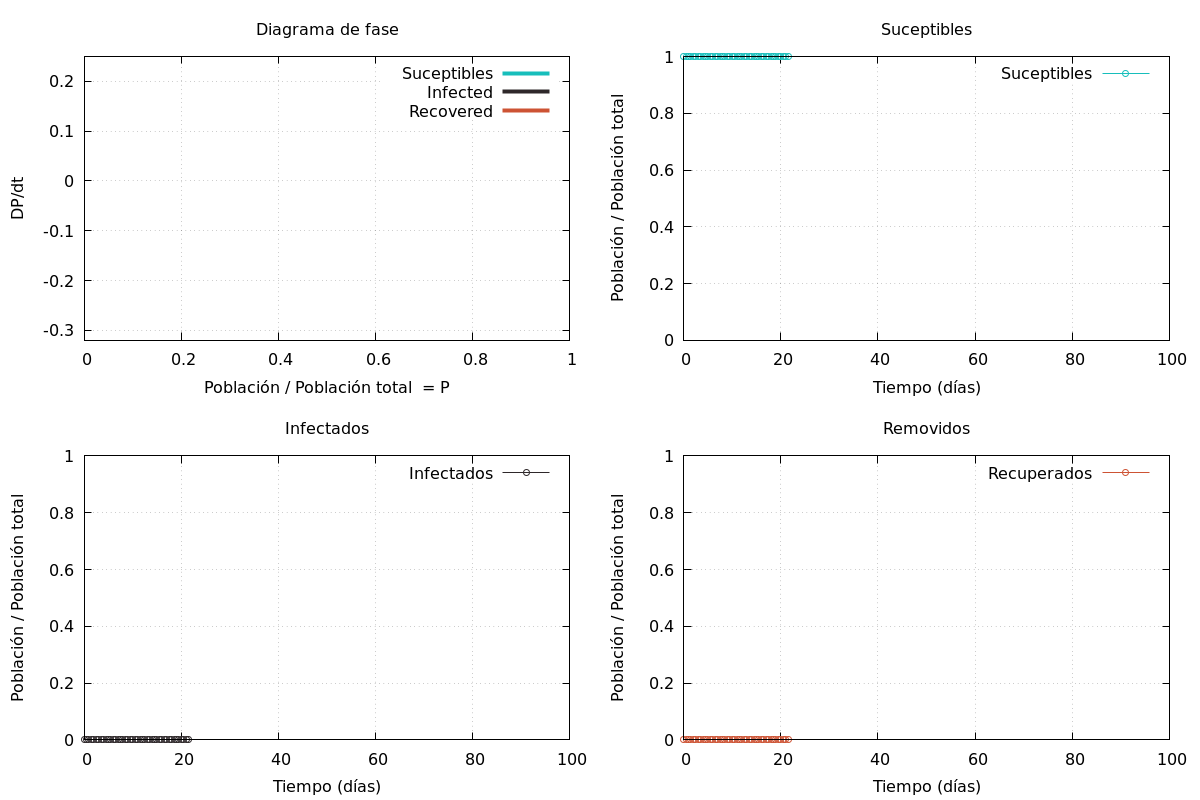 Diagrama de fase
Suceptibles
Infected
Recovered
0.2
0.1
0
-0.1
-0.2
-0.3
DP/dt
0 0.2 0.4 0.6 0.8 1
Población / Población total = P
Suceptibles
Suceptibles
1
0.8
0.6
0.4
0.2
0
Población / Población total
0 20 40 60 80 100
Tiempo (días)
Infectados
Infectados
1
0.8
0.6
0.4
0.2
0
Población / Población total
0 20 40 60 80 100
Tiempo (días)
Removidos
Recuperados
1
0.8
0.6
0.4
0.2
0
Población / Población total
0 20 40 60 80 100
Tiempo (días)